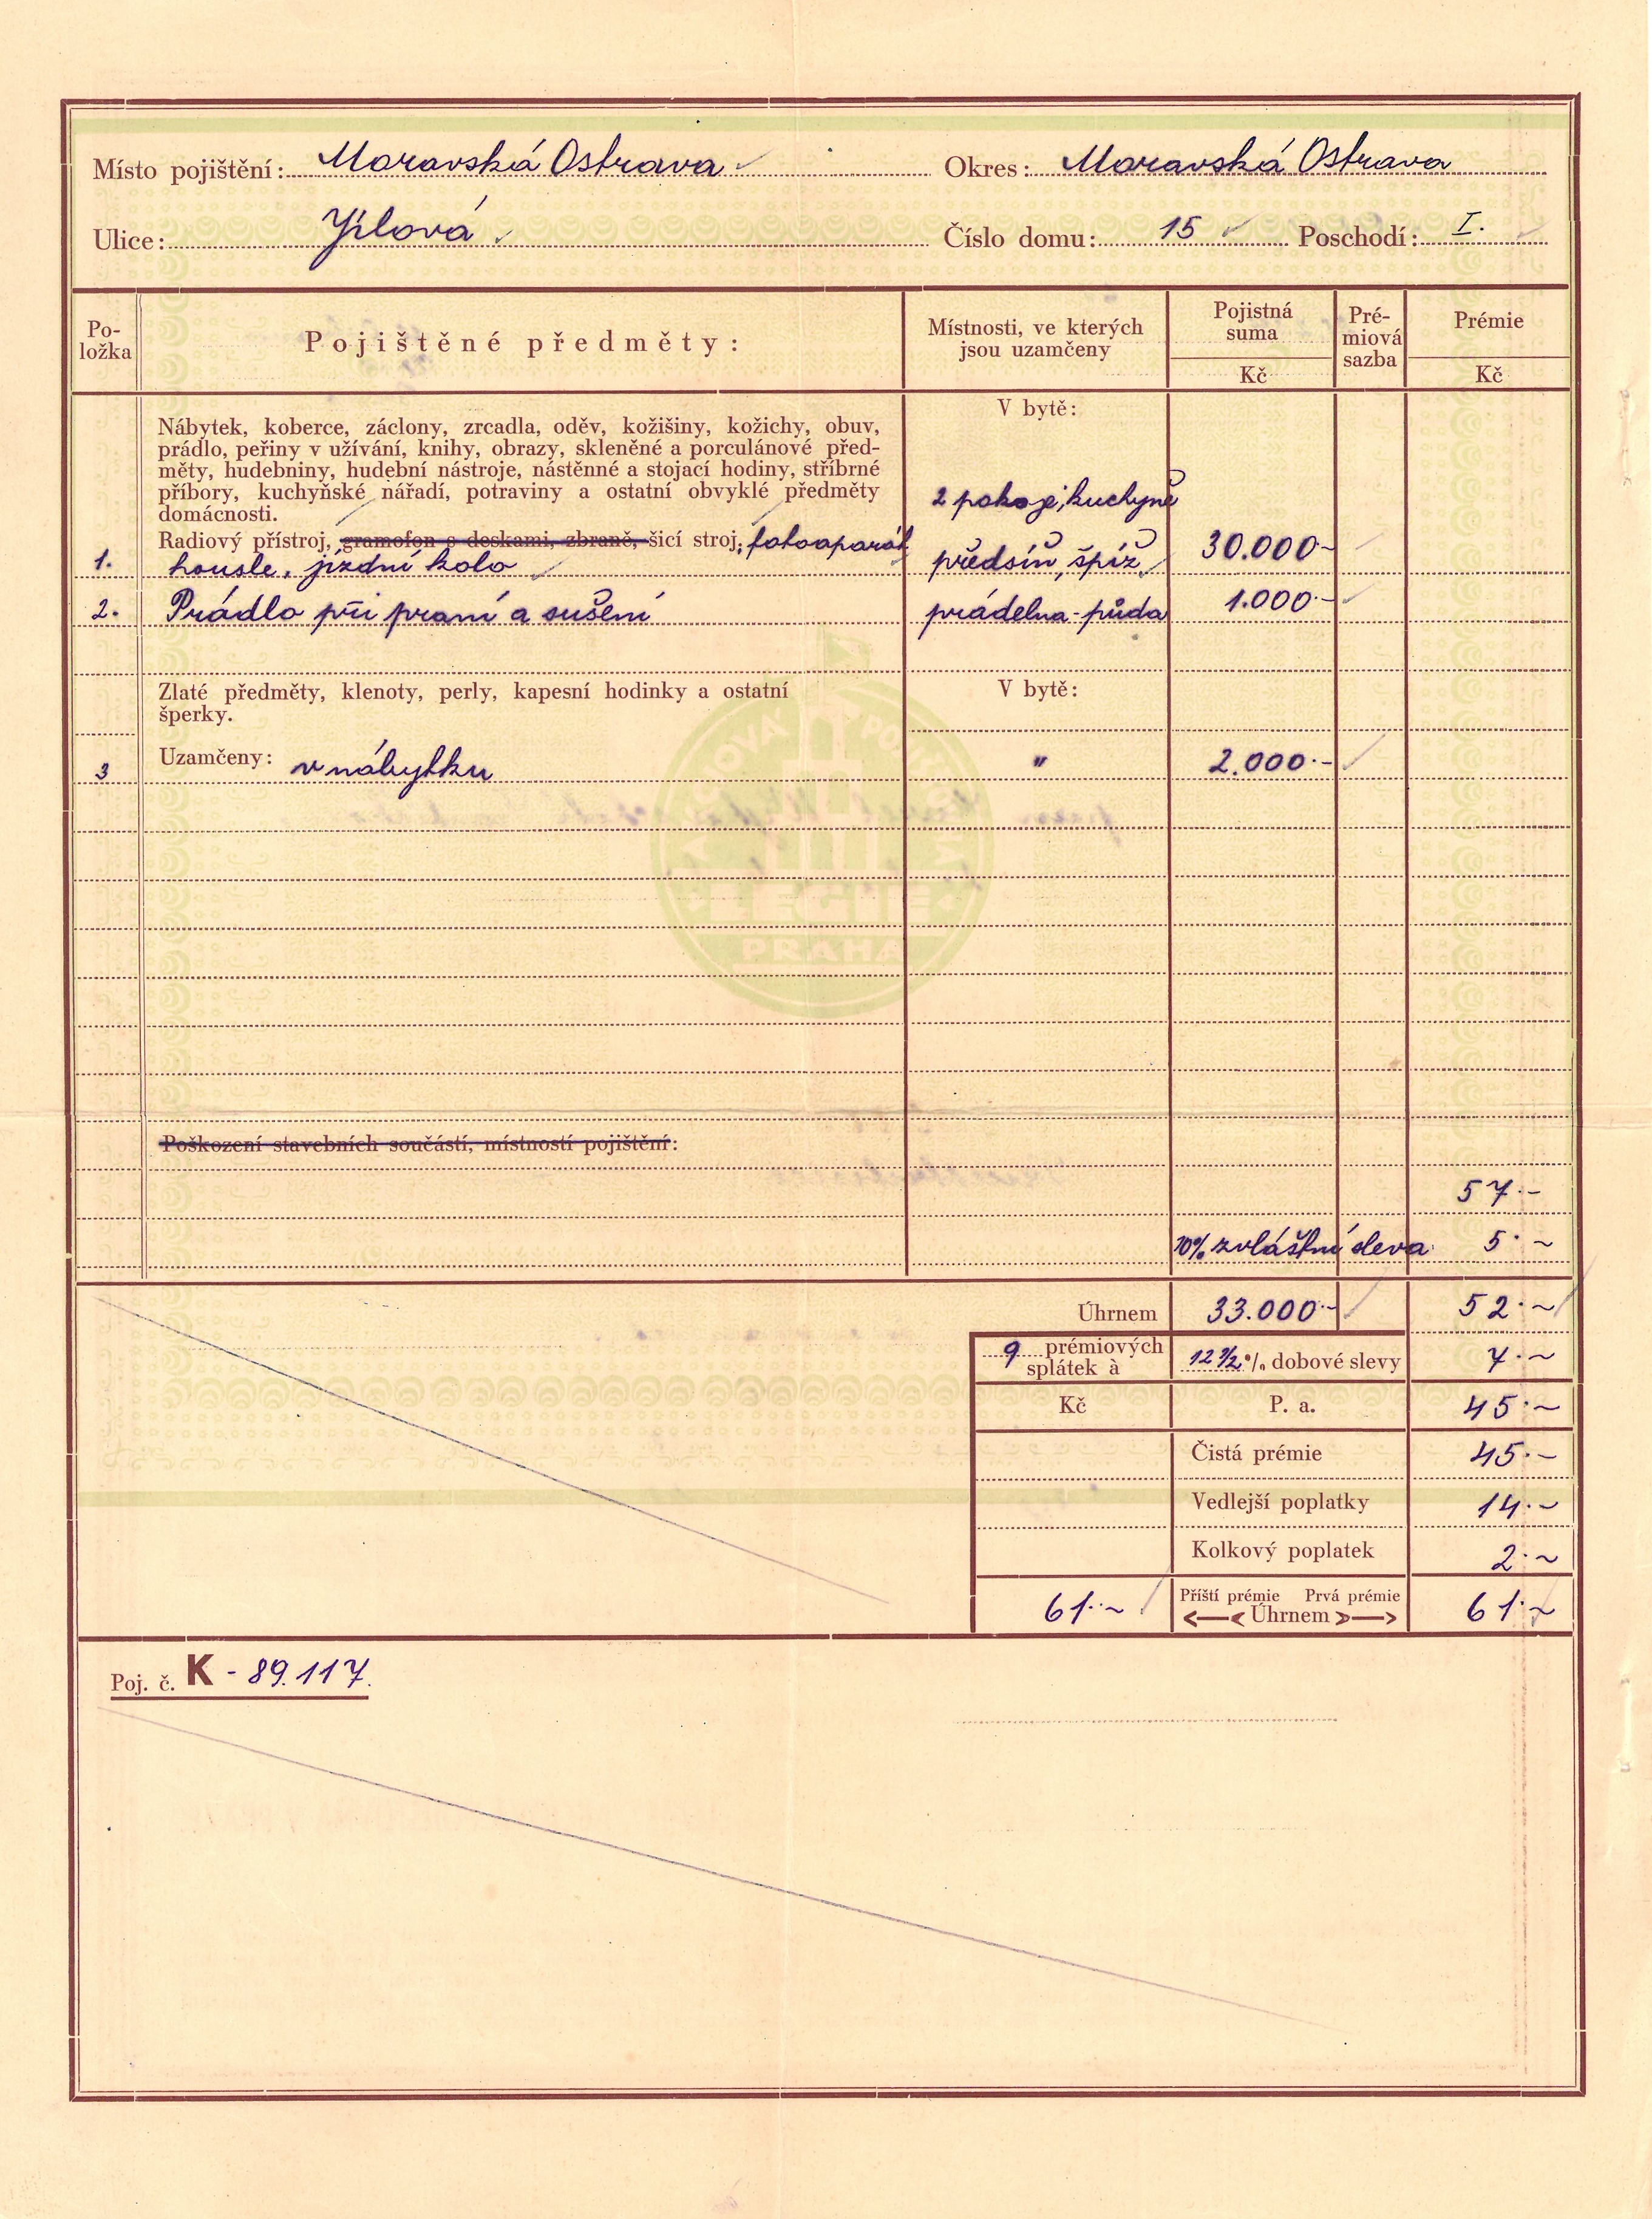 Místo pojištění: Moravská Ostrava Okres: Moravská Ostrava
Ulice: Jílová Číslo domu: 15 Poschodí: I.
Po-
ložka
Pojištěné předměty:
Místnosti, ve kterých
jsou uzamčeny
Pojistná
suma
Kč
Pré-
miová
sazba
Prémie
Kč
V bytě:
Nábytek, koberce, záclony, zrcadla, oděv, kožišiny, kožichy, obuv,
prádlo, peřiny v užívání, knihy, obrazy, skleněné a porculánové před-
měty, hudebniny, hudební nástroje, nástěnné a stojací hodiny, stříbrné
příbory, kuchyňské nářadí, potraviny a ostatní obvyklé předměty
domácnosti.
2 pokoje, kuchyně
Radiový přístroj, gramofon s deskami, zbraně, šicí stroj, fotoaparát
1. housle, jízdní kolo předsíň, špíž 30.000·-
2. Prádlo při praní a sušení prádelna - půda 1.000·-
Zlaté předměty, klenoty, perly, kapesní hodinky a ostatní
šperky.
V bytě:
3 Uzamčeny: v nábytku " 2.000·-
LEGIE
PRAHA
Poškození stavebních součástí, místností pojištění:
57·-
10% zvláštní sleva 5·~
Úhrnem 33.000·- 52·~
9 prémiových
splátek à
12 1/2 % dobové slevy 7·~
Kč P. a. 45·~
Čistá prémie 45·~
Vedlejší poplatky 14·~
Kolkový poplatek 2·~
61·~ Příští prémie Prvá prémie
Úhrnem 61·~
Poj. č. K - 89.117.